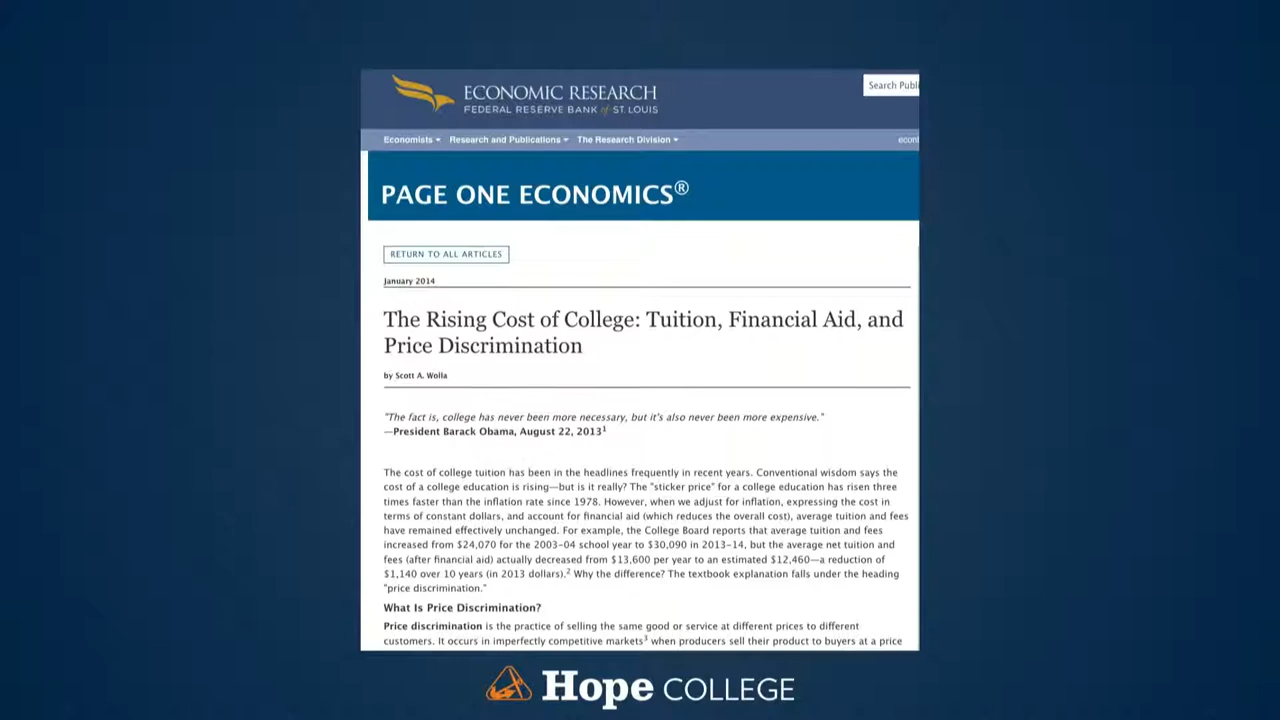 ECONOMIC RESEARCH
FEDERAL RESERVE BANK of ST. LOUIS
Search Publi
Economists
Research and Publications
The Research Division
PAGE ONE ECONOMICS®
RETURN TO ALL ARTICLES
January 2014
The Rising Cost of College: Tuition, Financial Aid, and
Price Discrimination
by Scott A. Wolla
"The fact is, college has never been more necessary, but it's also never been more expensive."
—President Barack Obama, August 22, 2013¹
The cost of college tuition has been in the headlines frequently in recent years. Conventional wisdom says the
cost of a college education is rising—but is it really? The "sticker price" for a college education has risen three
times faster than the inflation rate since 1978. However, when we adjust for inflation, expressing the cost in
terms of constant dollars, and account for financial aid (which reduces the overall cost), average tuition and fees
have remained effectively unchanged. For example, the College Board reports that average tuition and fees
increased from $24,070 for the 2003–04 school year to $30,090 in 2013–14, but the average net tuition and
fees (after financial aid) actually decreased from $13,600 per year to an estimated $12,460—a reduction of
$1,140 over 10 years (in 2013 dollars).² Why the difference? The textbook explanation falls under the heading
"price discrimination."
What Is Price Discrimination?
Price discrimination is the practice of selling the same good or service at different prices to different
customers. It occurs in imperfectly competitive markets³ when producers sell their product to buyers at a price
Hope COLLEGE